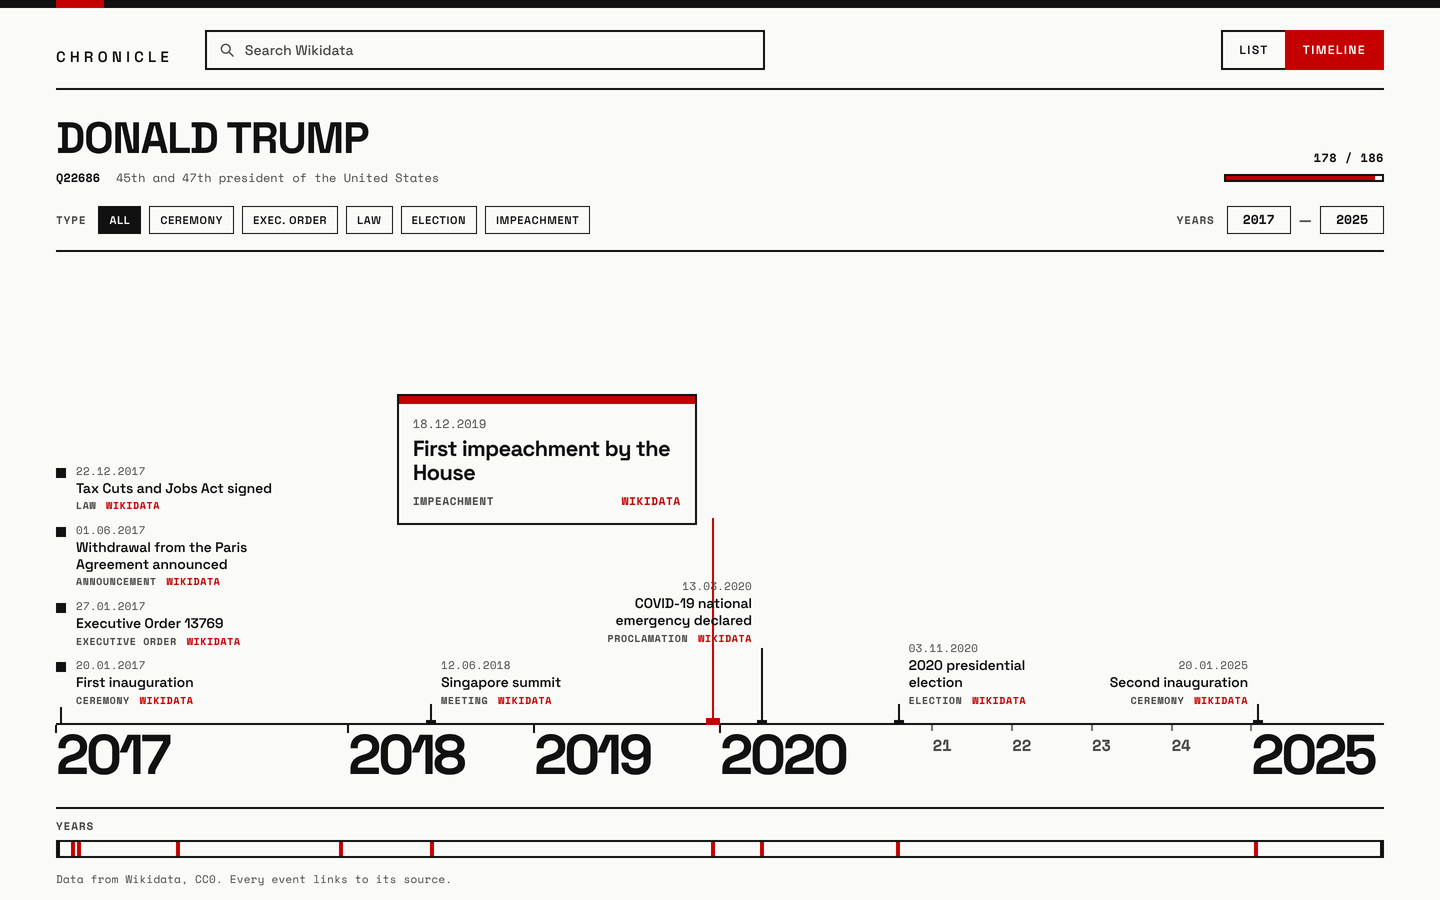 CHRONICLE
Search Wikidata
LIST
TIMELINE
DONALD TRUMP
Q22686 45th and 47th president of the United States
178 / 186
TYPE
ALL
CEREMONY
EXEC. ORDER
LAW
ELECTION
IMPEACHMENT
YEARS
2017 — 2025
18.12.2019
First impeachment by the
House
IMPEACHMENT WIKIDATA
22.12.2017
Tax Cuts and Jobs Act signed
LAW WIKIDATA
01.06.2017
Withdrawal from the Paris
Agreement announced
ANNOUNCEMENT WIKIDATA
27.01.2017
Executive Order 13769
EXECUTIVE ORDER WIKIDATA
20.01.2017
First inauguration
CEREMONY WIKIDATA
12.06.2018
Singapore summit
MEETING WIKIDATA
13.03.2020
COVID-19 national
emergency declared
PROCLAMATION WIKIDATA
03.11.2020
2020 presidential
election
ELECTION WIKIDATA
20.01.2025
Second inauguration
CEREMONY WIKIDATA
2017 2018 2019 2020 21 22 23 24 2025
YEARS
Data from Wikidata, CC0. Every event links to its source.